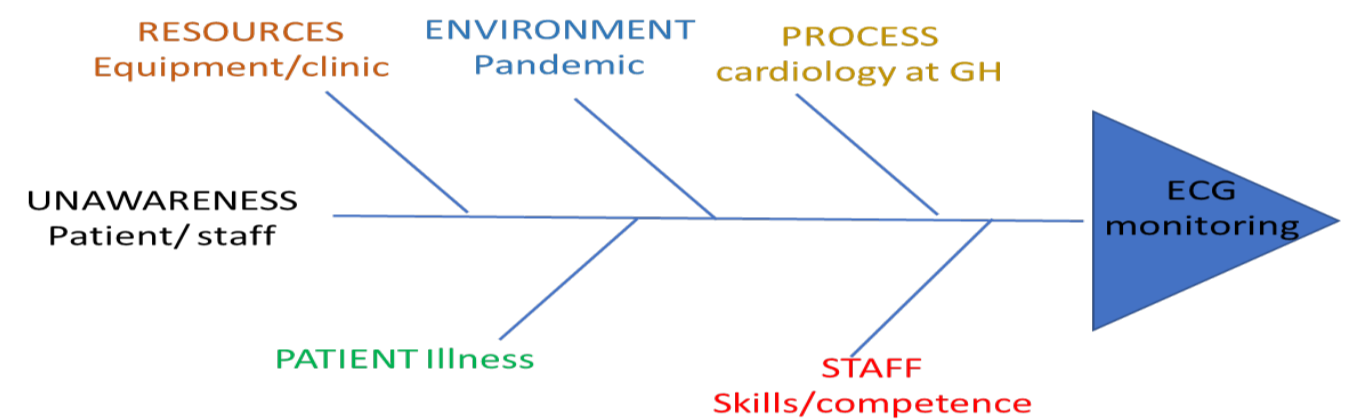 RESOURCES
Equipment/clinic
ENVIRONMENT
Pandemic
PROCESS
cardiology at GH
UNAWARENESS
Patient/ staff
ECG
monitoring
PATIENT Illness
STAFF
Skills/competence